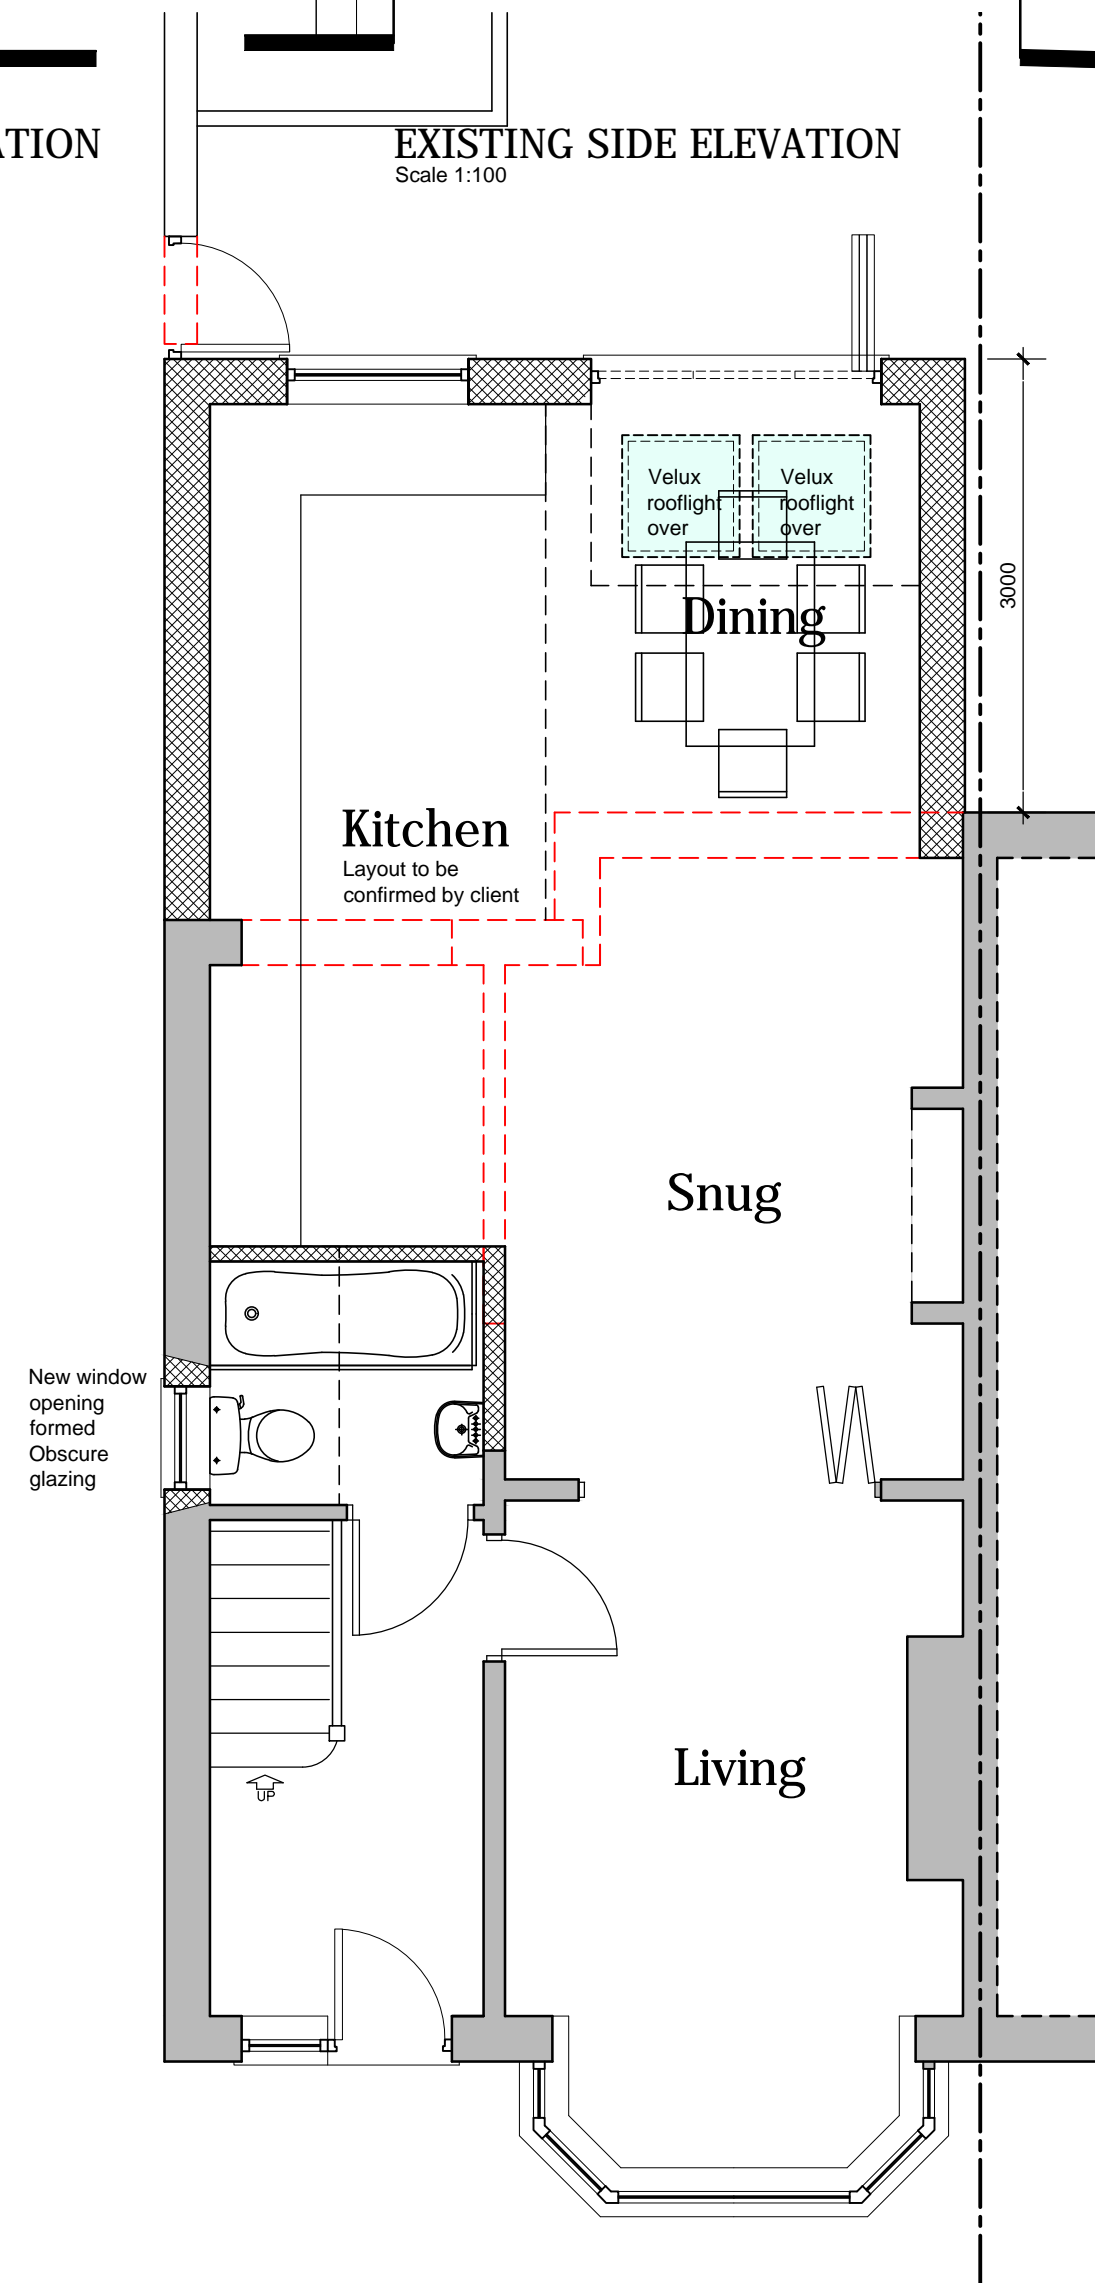 ATION
EXISTING SIDE ELEVATION
Scale 1:100
Velux
rooflight
over
Velux
rooflight
over
3000
Dining
Kitchen
Layout to be
confirmed by client
Snug
New window
opening
formed
Obscure
glazing
Living
UP